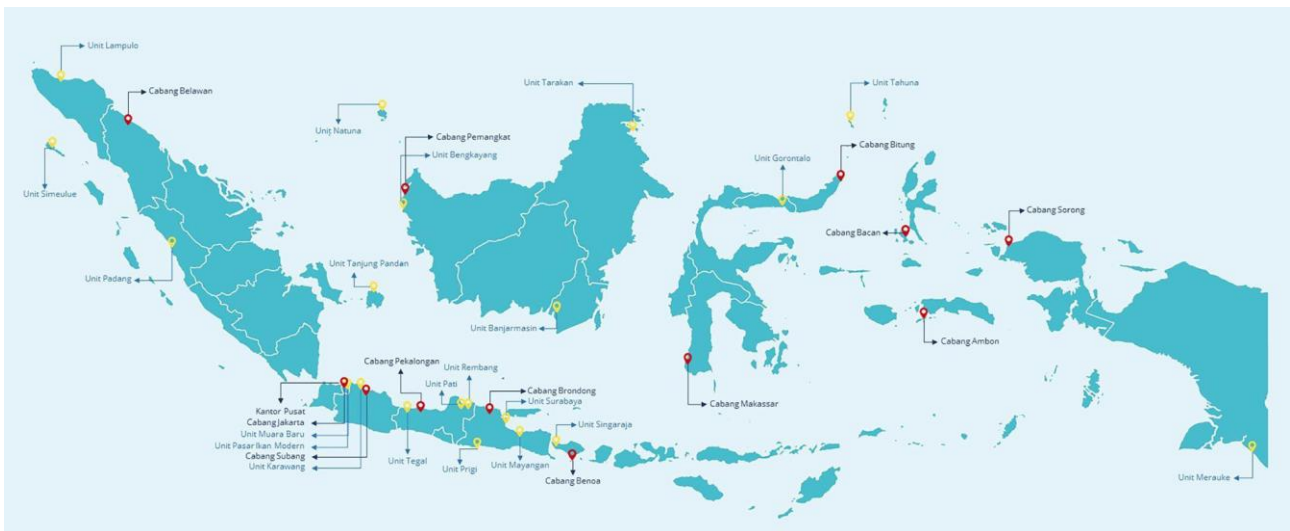 Unit Lampulo
Cabang Belawan
Unit Simeulue
Unit Padang
Unit Natuna
Unit Tanjung Pandan
Cabang Pemangkat
Unit Bengkayang
Unit Tarakan
Unit Banjarmasin
Unit Tahuna
Cabang Bitung
Unit Gorontalo
Cabang Bacan
Cabang Sorong
Cabang Ambon
Cabang Makassar
Cabang Pekalongan
Unit Rembang
Unit Pati
Cabang Brondong
Unit Surabaya
Unit Singaraja
Kantor Pusat
Cabang Jakarta
Unit Muara Baru
Unit Pasar Ikan Modern
Cabang Subang
Unit Karawang
Unit Tegal
Unit Prigi
Unit Mayangan
Cabang Benoa
Unit Merauke